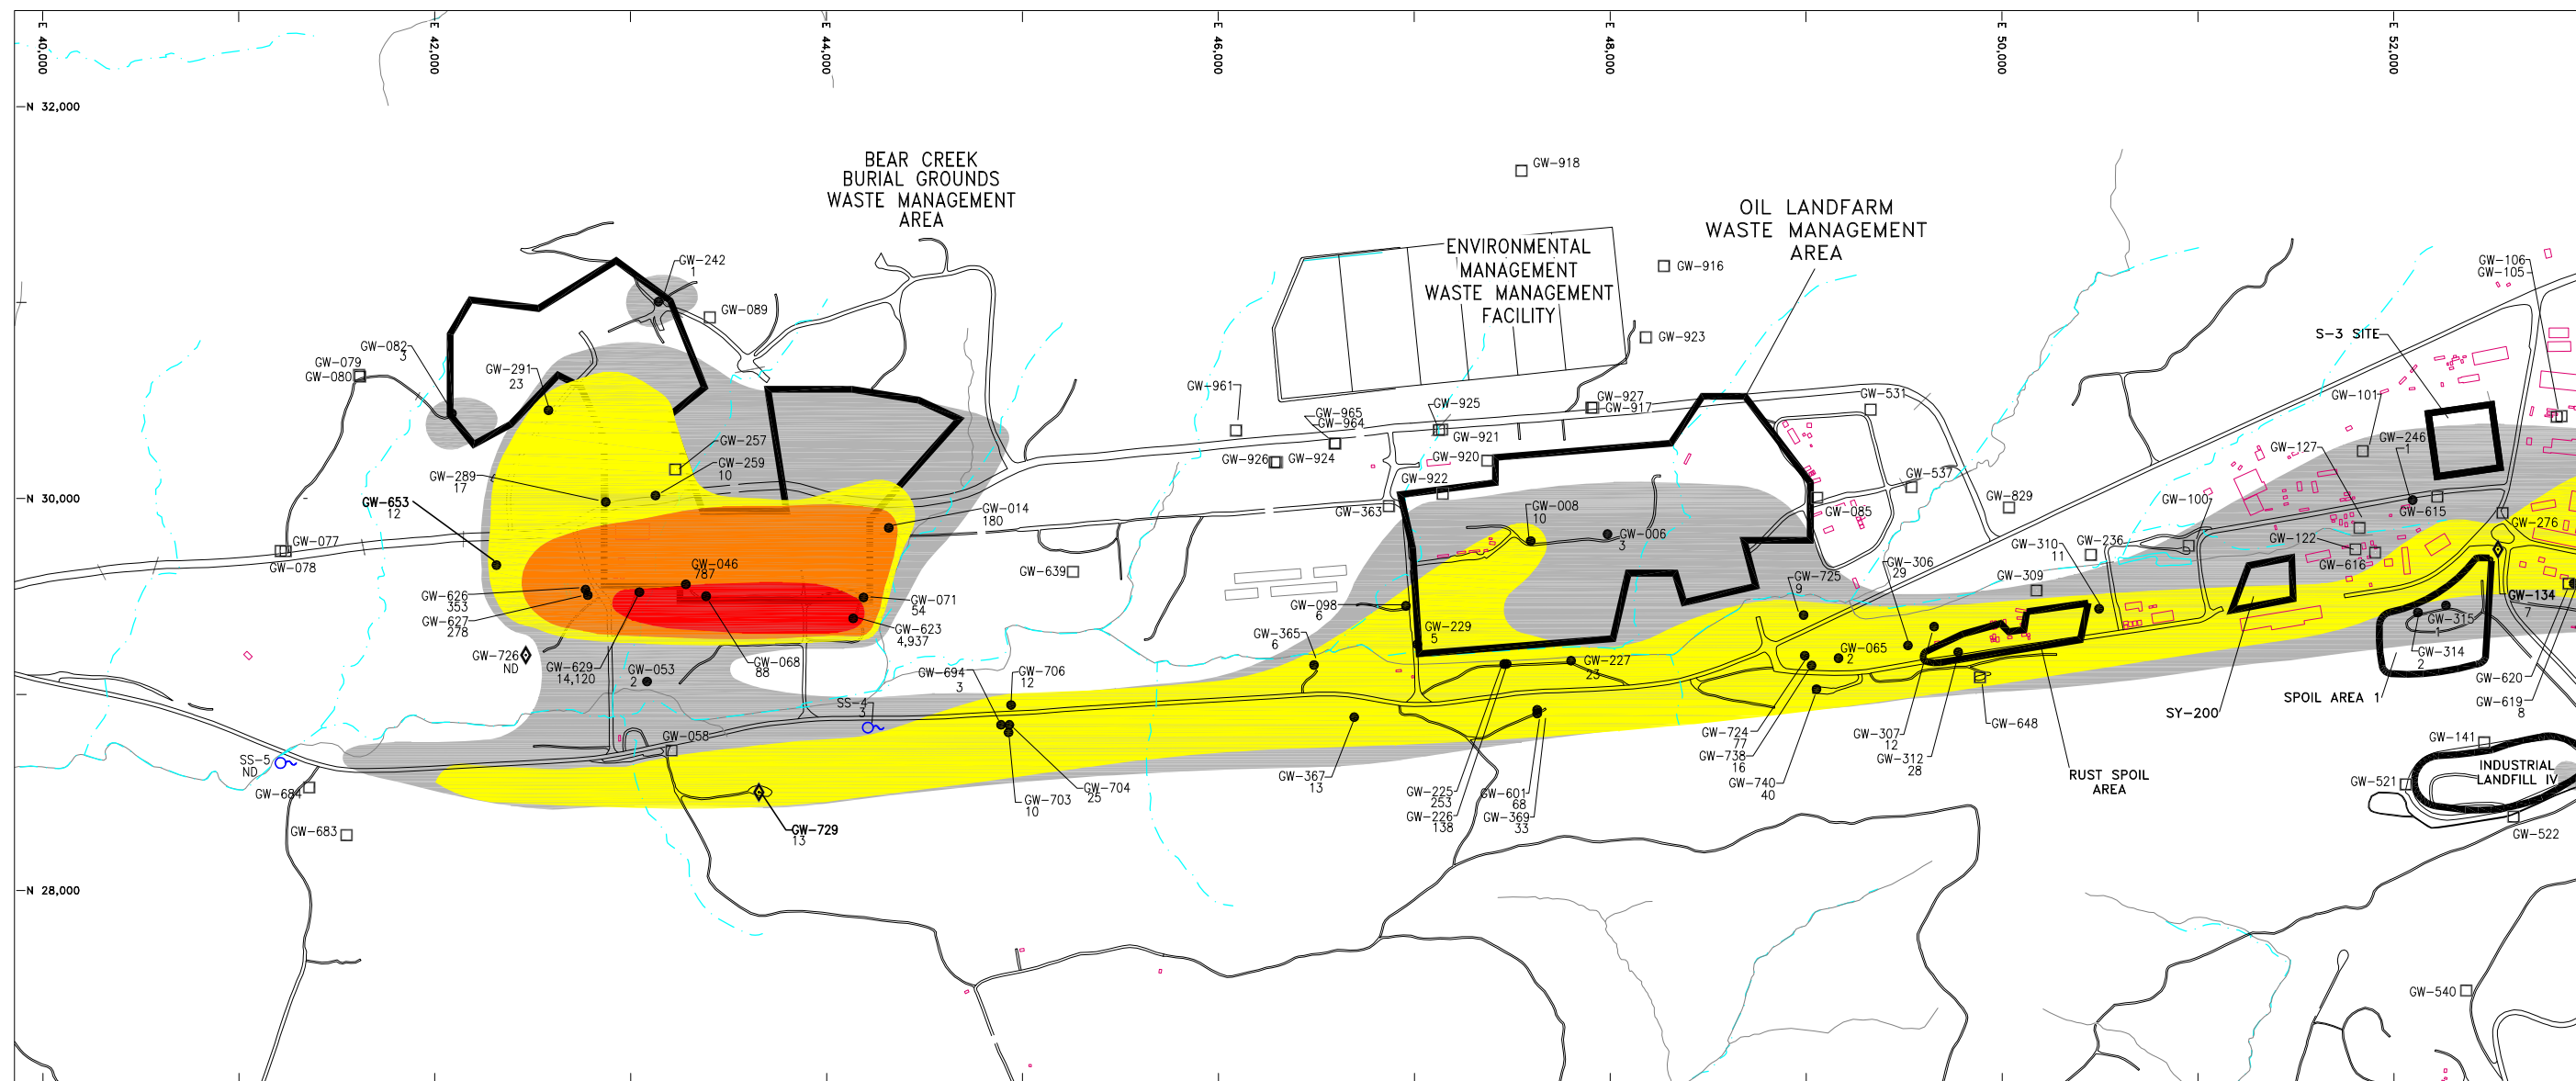 E 40,000
E 42,000
E 44,000
E 46,000
E 48,000
E 50,000
E 52,000
N 32,000
BEAR CREEK
BURIAL GROUNDS
WASTE MANAGEMENT
AREA
GW-918
OIL LANDFARM
WASTE MANAGEMENT
AREA
ENVIRONMENTAL
MANAGEMENT
WASTE MANAGEMENT
FACILITY
GW-916
GW-923
GW-242
1
GW-089
GW-106
GW-105
S-3 SITE
GW-082
3
GW-079
GW-080
GW-291
23
GW-961
GW-965
GW-964
GW-925
GW-927
GW-917
GW-531
GW-101
GW-257
GW-259
10
GW-921
GW-926
GW-924
GW-920
GW-922
GW-537
GW-127
GW-246
1
GW-289
17
N 30,000
GW-653
12
GW-014
180
GW-363
GW-008
10
GW-006
3
GW-085
GW-829
GW-100
GW-615
GW-276
GW-077
GW-078
GW-046
787
GW-639
GW-310
11
GW-236
GW-122
GW-616
GW-306
29
GW-309
GW-725
9
GW-626
353
GW-627
278
GW-071
54
GW-623
4,937
GW-098
6
GW-229
5
GW-134
7
GW-315
1
GW-314
2
GW-365
6
GW-726
ND
GW-629
14,120
GW-053
2
GW-068
88
GW-694
3
GW-706
12
GW-227
23
GW-065
2
GW-620
GW-619
8
SPOIL AREA 1
SY-200
SS-4
3
GW-058
GW-724
77
GW-738
16
GW-740
40
GW-307
12
GW-312
28
GW-648
GW-141
SS-5
ND
GW-684
GW-367
13
GW-704
25
GW-703
10
GW-225
253
GW-226
138
GW-601
68
GW-369
33
RUST SPOIL
AREA
GW-521
INDUSTRIAL
LANDFILL IV
GW-683
GW-729
13
GW-522
N 28,000
GW-540